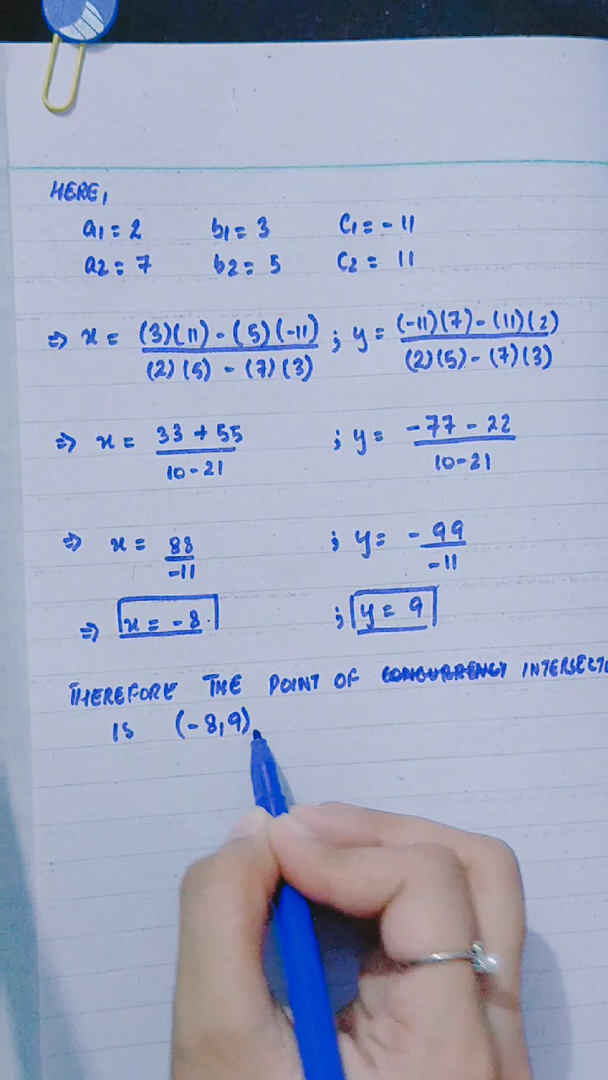 HERE,
a₁ = 2 b₁ = 3 C₁ = -11
a₂ = 7 b₂ = 5 C₂ = 11
⇒ x = (3)(11) - (5)(-11) / (2)(5) - (7)(3) ; y = (-11)(7) - (11)(2) / (2)(5) - (7)(3)
⇒ x = 33 + 55 / 10 - 21 ; y = -77 - 22 / 10 - 21
⇒ x = 88 / -11 ; y = -99 / -11
⇒ x = -8 ; y = 9
THEREFORE THE POINT OF CONCURRENCY INTERSECTI
IS (-8,9)